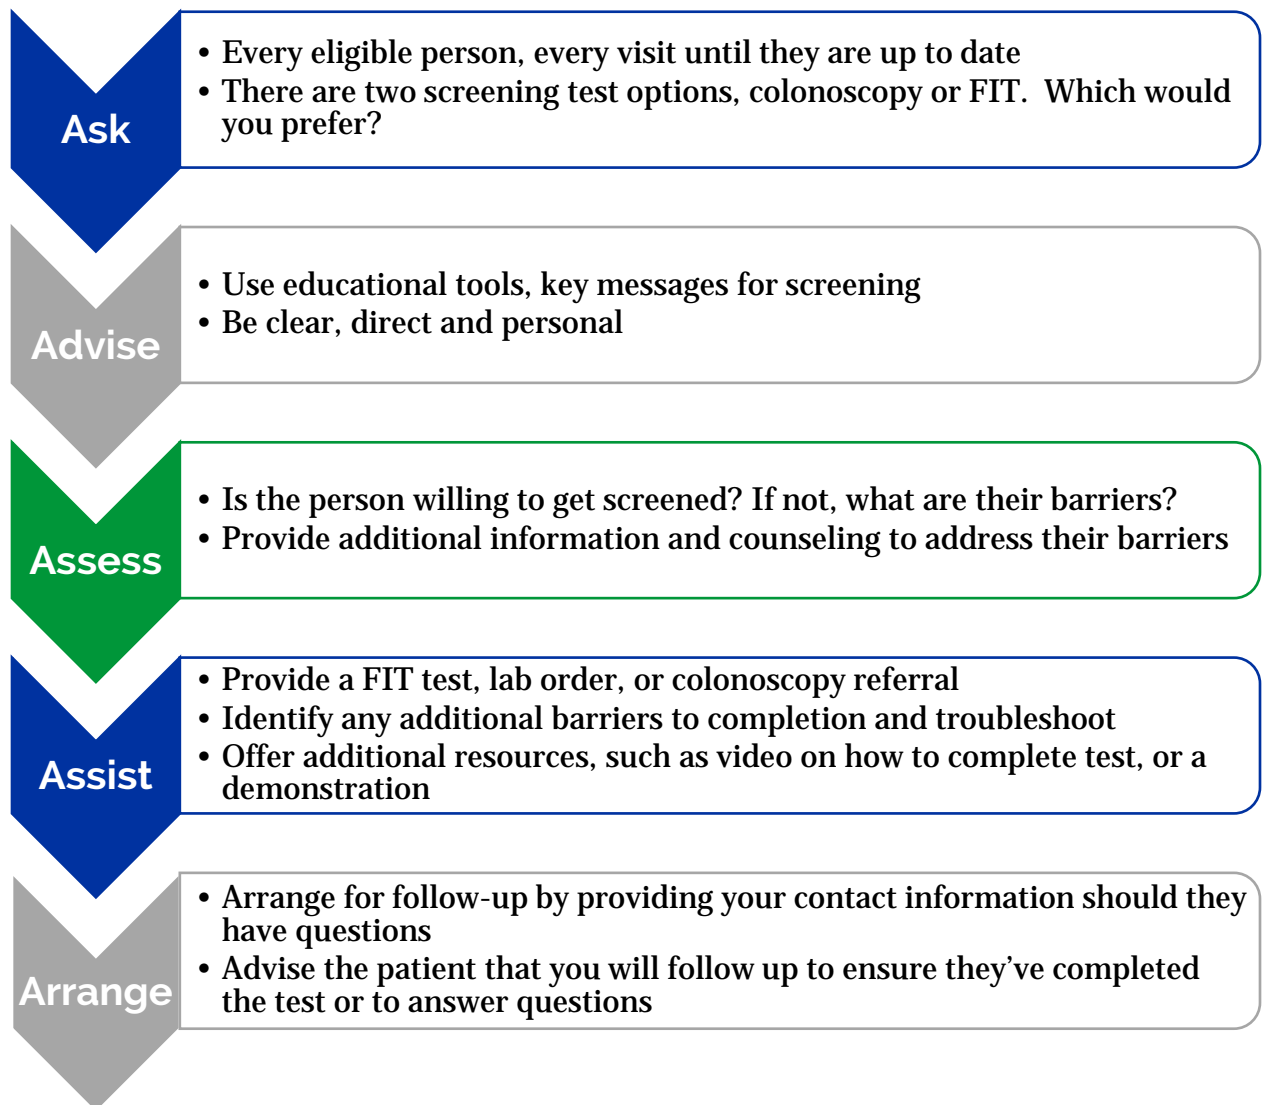 Ask
• Every eligible person, every visit until they are up to date
• There are two screening test options, colonoscopy or FIT.  Which would
you prefer?
Advise
• Use educational tools, key messages for screening
• Be clear, direct and personal
Assess
• Is the person willing to get screened? If not, what are their barriers?
• Provide additional information and counseling to address their barriers
Assist
• Provide a FIT test, lab order, or colonoscopy referral
• Identify any additional barriers to completion and troubleshoot
• Offer additional resources, such as video on how to complete test, or a
demonstration
Arrange
• Arrange for follow-up by providing your contact information should they
have questions
• Advise the patient that you will follow up to ensure they’ve completed
the test or to answer questions